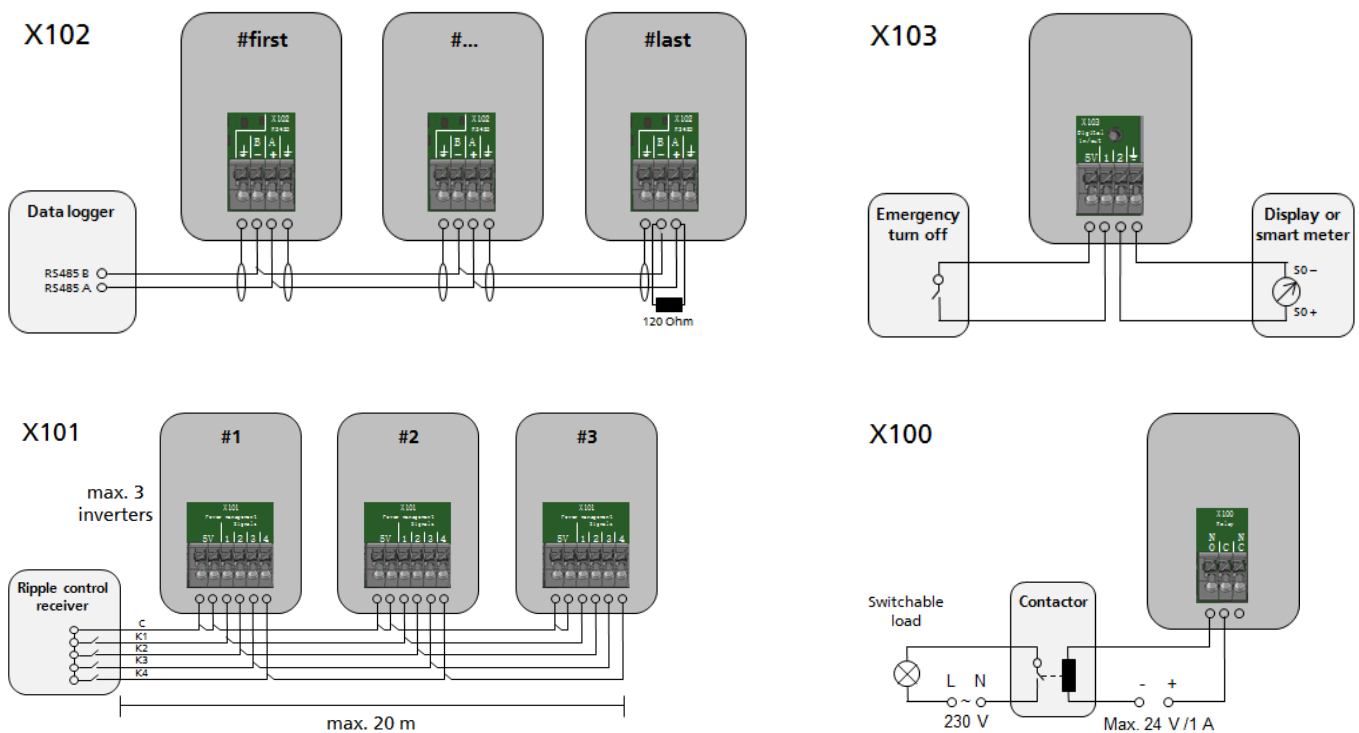 X102
#first
#...
#last
X102
RS485
B A
- +
X102
RS485
B A
- +
X102
RS485
B A
- +
Data logger
RS485 B
RS485 A
120 Ohm
X103
X103
Digital
in/out
5V 1 2
Emergency
turn off
Display or
smart meter
S0 –
S0 +
X101
#1
#2
#3
max. 3
inverters
X101
Power management
Signals
5V 1 2 3 4
X101
Power management
Signals
5V 1 2 3 4
X101
Power management
Signals
5V 1 2 3 4
Ripple control
receiver
C
K1
K2
K3
K4
max. 20 m
X100
X100
Relay
NO C NC
Switchable
load
Contactor
L N
~
230 V
- +
Max. 24 V /1 A